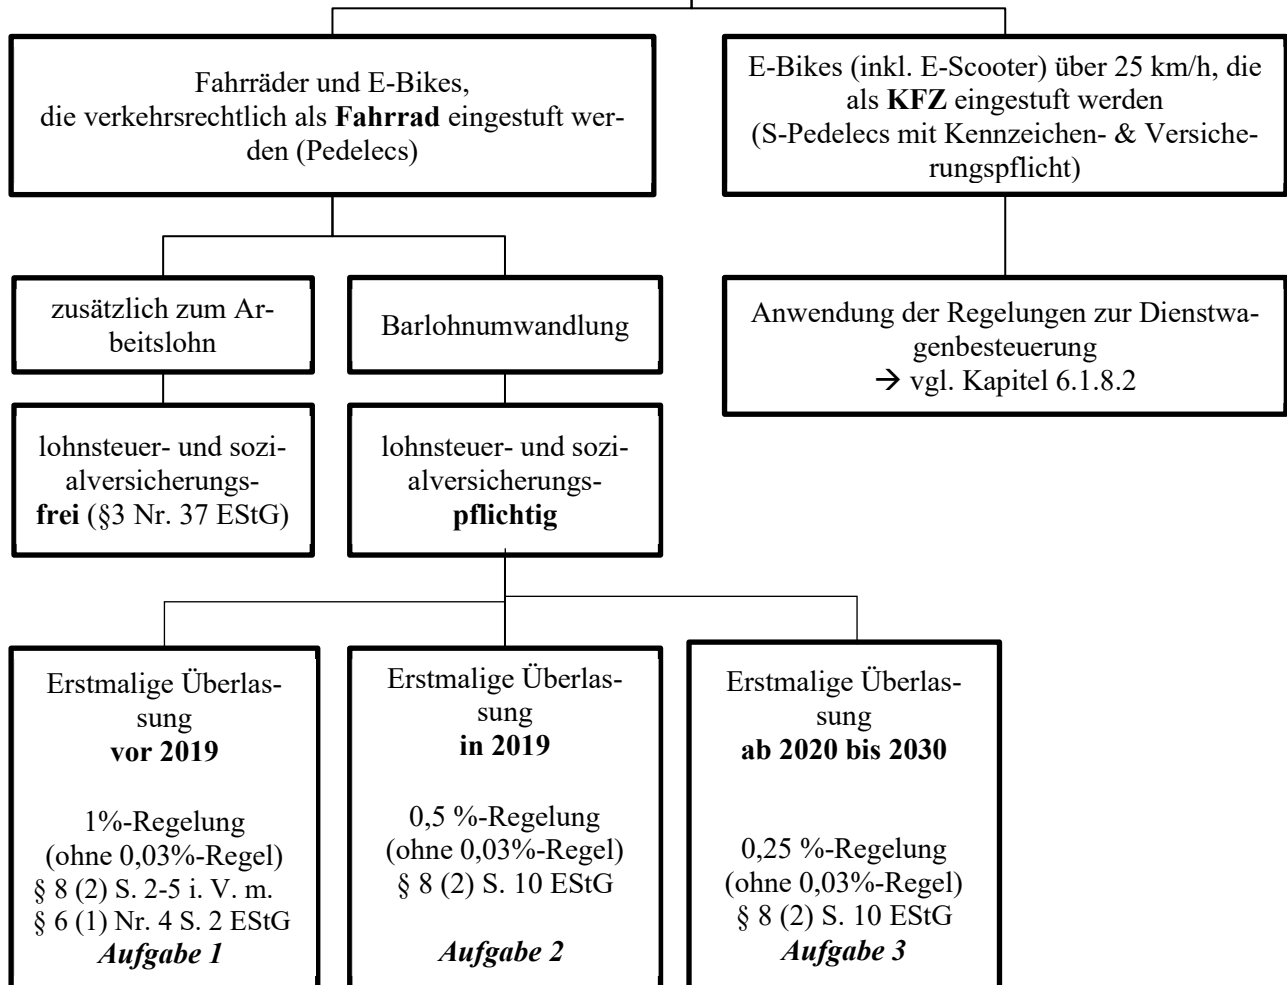 Fahrräder und E-Bikes,
die verkehrsrechtlich als Fahrrad eingestuft wer-
den (Pedelecs)
E-Bikes (inkl. E-Scooter) über 25 km/h, die
als KFZ eingestuft werden
(S-Pedelecs mit Kennzeichen- & Versiche-
rungspflicht)
zusätzlich zum Ar-
beitslohn
Barlohnumwandlung
Anwendung der Regelungen zur Dienstwa-
genbesteuerung
→ vgl. Kapitel 6.1.8.2
lohnsteuer- und sozi-
alversicherungs-
frei (§3 Nr. 37 EStG)
lohnsteuer- und sozi-
alversicherungs-
pflichtig
Erstmalige Überlas-
sung
vor 2019
1%-Regelung
(ohne 0,03%-Regel)
§ 8 (2) S. 2-5 i. V. m.
§ 6 (1) Nr. 4 S. 2 EStG
Aufgabe 1
Erstmalige Überlas-
sung
in 2019
0,5 %-Regelung
(ohne 0,03%-Regel)
§ 8 (2) S. 10 EStG
Aufgabe 2
Erstmalige Überlas-
sung
ab 2020 bis 2030
0,25 %-Regelung
(ohne 0,03%-Regel)
§ 8 (2) S. 10 EStG
Aufgabe 3